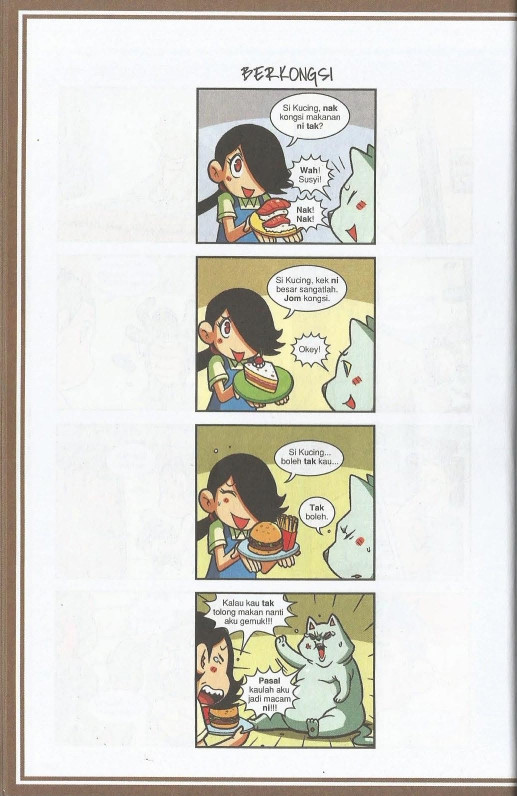 BERKONGSI
Si Kucing, nak
kongsi makanan
ni tak?
Wah!
Susyi!
Nak!
Nak!
Si Kucing, kek ni
besar sangatlah.
Jom kongsi.
Okey!
Si Kucing...
boleh tak kau...
Tak
boleh.
Kalau kau tak
tolong makan nanti
aku gemuk!!!
Pasal
kaulah aku
jadi macam
ni!!!